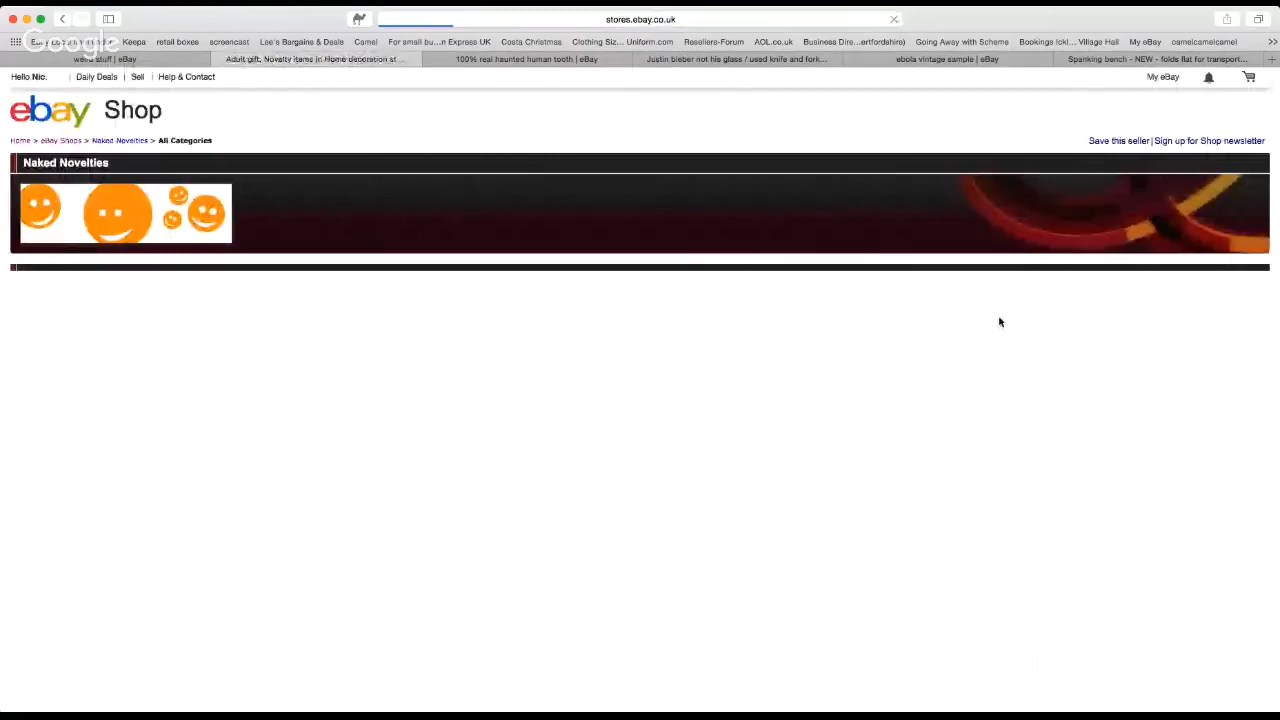 stores.ebay.co.uk
Google
Keepa retail boxes screencast Lee's Bargains & Deals Camel For small bu...n Express UK Costa Christmas Clothing Siz... Uniform.com Resellers-Forum AOL.co.uk Business Dire...ertfordshire) Going Away with Scheme Bookings Ickl... Village Hall My eBay camelcamelcamel >>
weird stuff | eBay Adult gift, Novelty items in Home decoration st... 100% real haunted human tooth | eBay Justin bieber not his glass / used knife and fork... ebola vintage sample | eBay Spanking bench - NEW - folds flat for transport... +
Hello Nic. | Daily Deals | Sell | Help & Contact My eBay
ebay Shop
Home > eBay Shops > Naked Novelties > All Categories Save this seller | Sign up for Shop newsletter
Naked Novelties